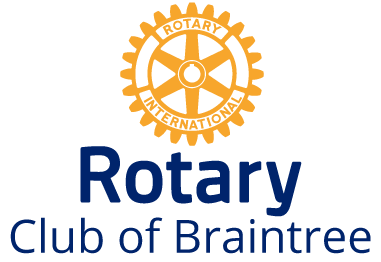 ROTARY
INTERNATIONAL
Rotary
Club of Braintree